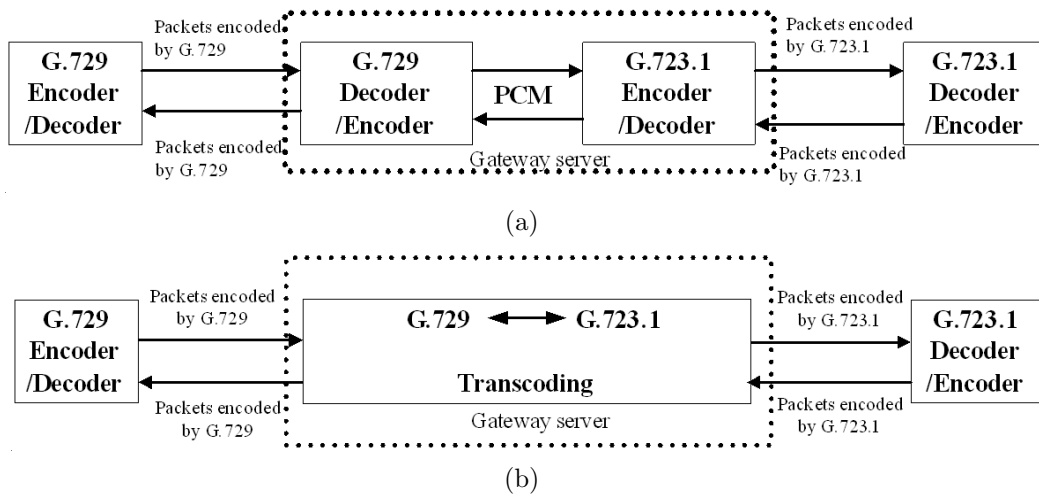 Packets encoded
by G.729
G.729
Encoder
/Decoder
Packets encoded
by G.729
G.729
Decoder
/Encoder
PCM
G.723.1
Encoder
/Decoder
Gateway server
Packets encoded
by G.723.1
G.723.1
Decoder
/Encoder
Packets encoded
by G.723.1
(a)
Packets encoded
by G.729
G.729
Encoder
/Decoder
Packets encoded
by G.729
G.729
G.723.1
Transcoding
Gateway server
Packets encoded
by G.723.1
G.723.1
Decoder
/Encoder
Packets encoded
by G.723.1
(b)